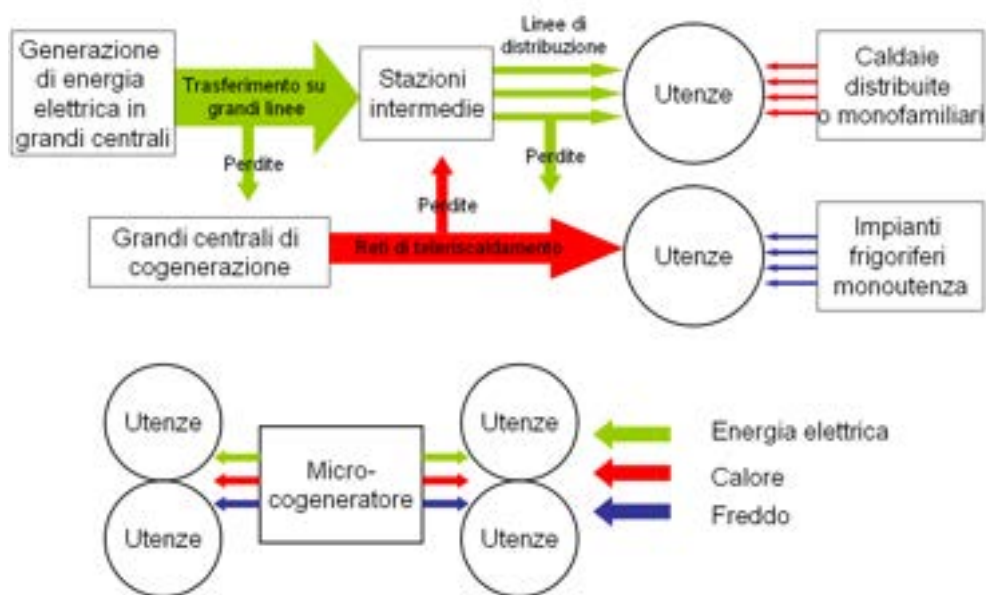 Generazione
di energia
elettrica in
grandi centrali
Trasferimento su
grandi linee
Perdite
Stazioni
intermedie
Linee di
distribuzione
Perdite
Utenze
Caldaie
distribuite
o monofamiliari
Grandi centrali di
cogenerazione
Perdite
Reti di teleriscaldamento
Utenze
Impianti
frigoriferi
monoutenza
Utenze
Utenze
Micro-
cogeneratore
Utenze
Utenze
Energia elettrica
Calore
Freddo